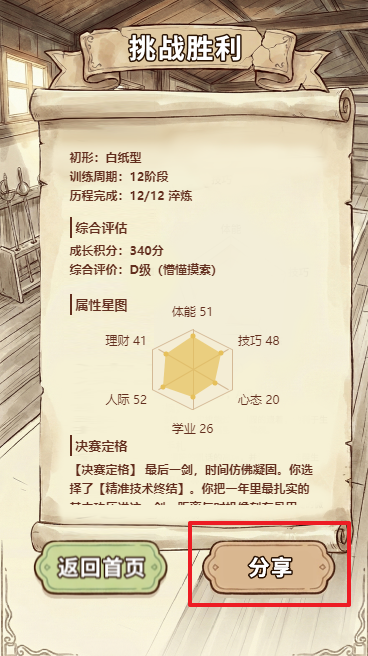 挑战胜利
初形：白纸型
训练周期：12阶段
历程完成：12/12 淬炼
综合评估
成长积分：340分
综合评价：D级（懵懂摸索）
属性星图
体能 51
理财 41
技巧 48
人际 52
心态 20
学业 26
决赛定格
【决赛定格】 最后一剑，时间仿佛凝固。你选
择了【精准技术终结】。你把一年里最扎实的
返回首页
分享